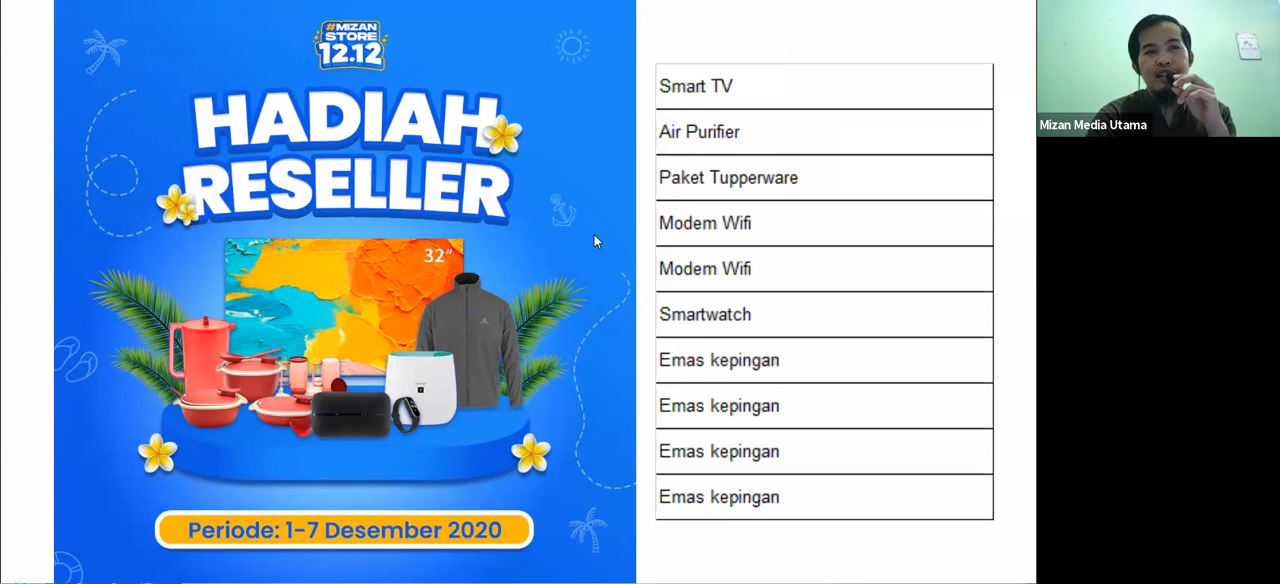 #MIZAN
STORE
12.12
HADIAH
RESELLER
32"
Periode: 1-7 Desember 2020
Smart TV
Air Purifier
Paket Tupperware
Modem Wifi
Modem Wifi
Smartwatch
Emas kepingan
Emas kepingan
Emas kepingan
Emas kepingan
Mizan Media Utama